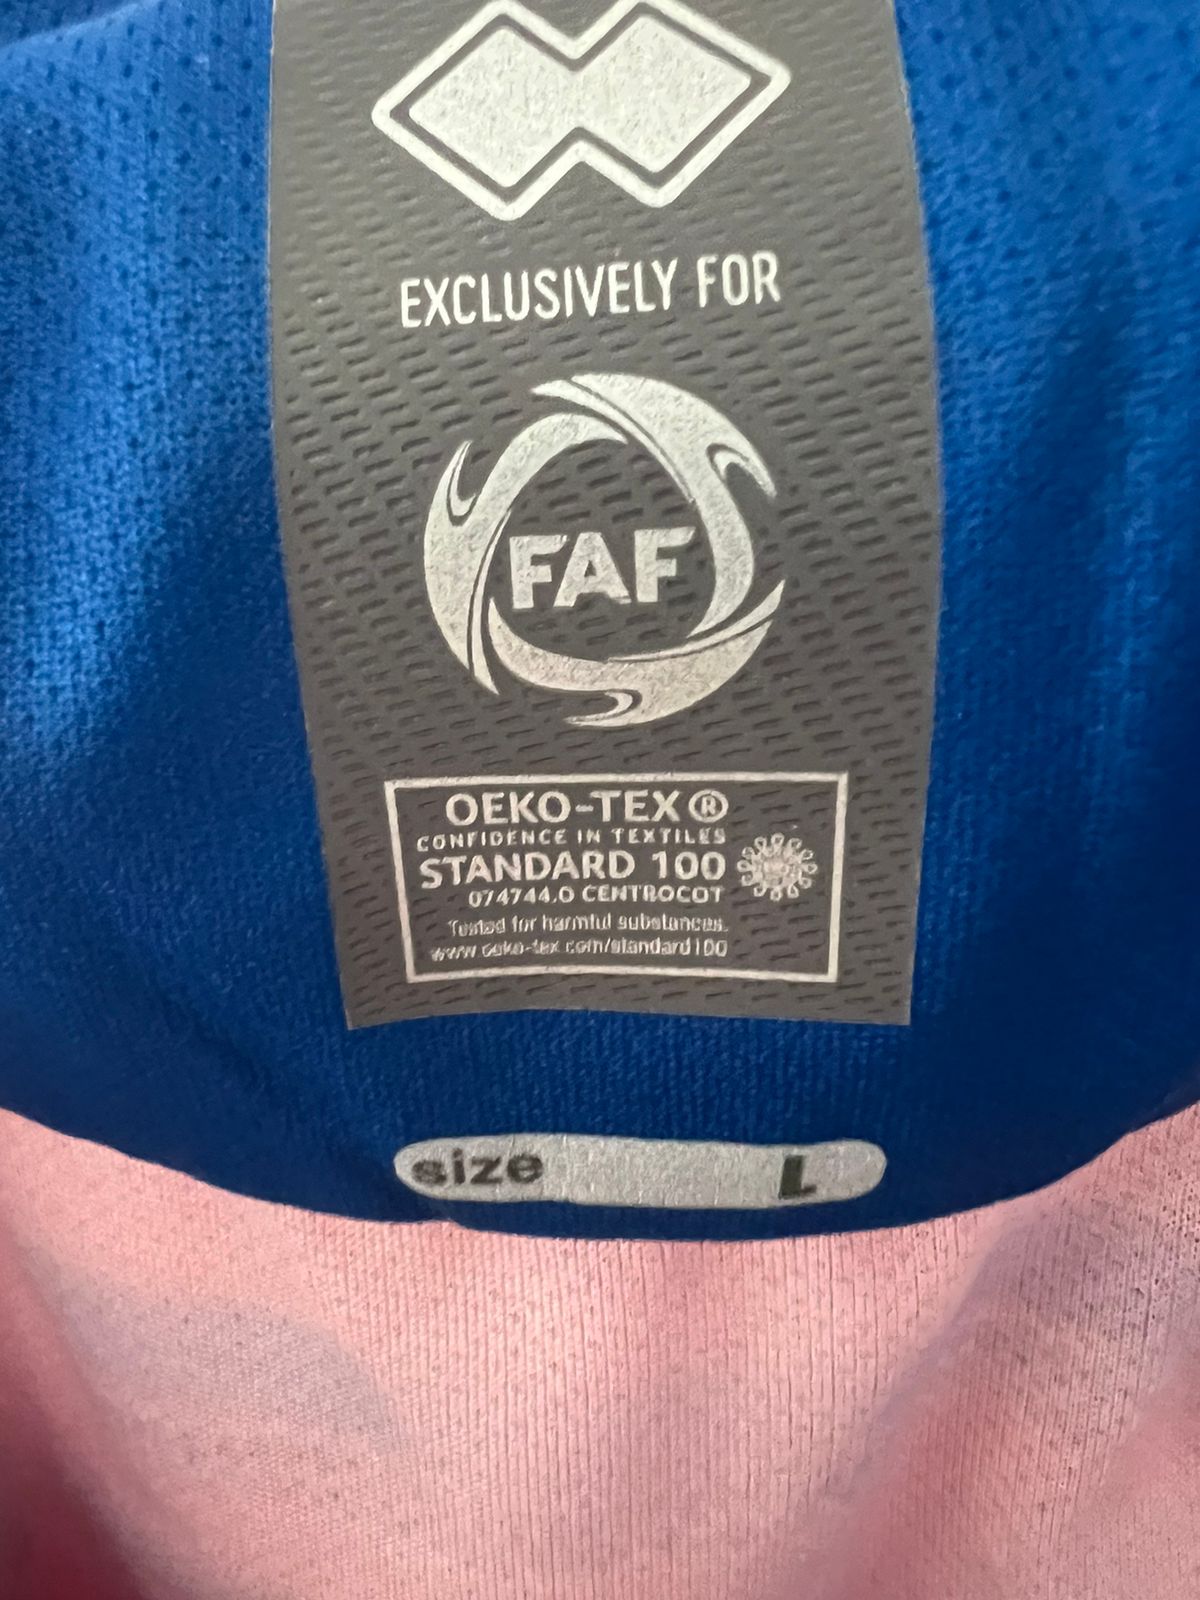 EXCLUSIVELY FOR
FAF
OEKO-TEX®
CONFIDENCE IN TEXTILES
STANDARD 100
074744.0 CENTROCOT
Tested for harmful substances.
www.oeko-tex.com/standard100
size L